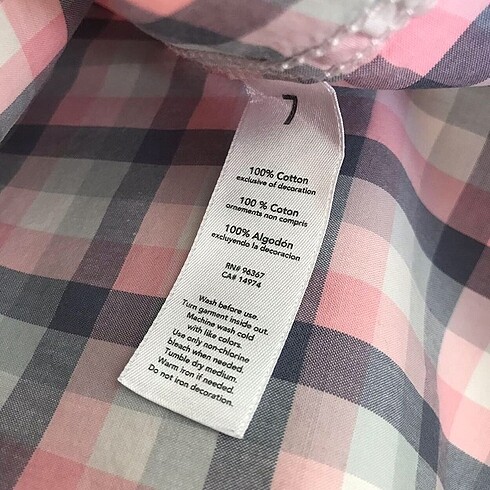 7
100% Cotton
exclusive of decoration
100 % Coton
ornements non compris
100% Algodón
excluyendo la decoracion
RN# 96367
CA# 14974
Wash before use.
Turn garment inside out.
Machine wash cold
with like colors.
Use only non-chlorine
bleach when needed.
Tumble dry medium.
Warm iron if needed.
Do not iron decoration.